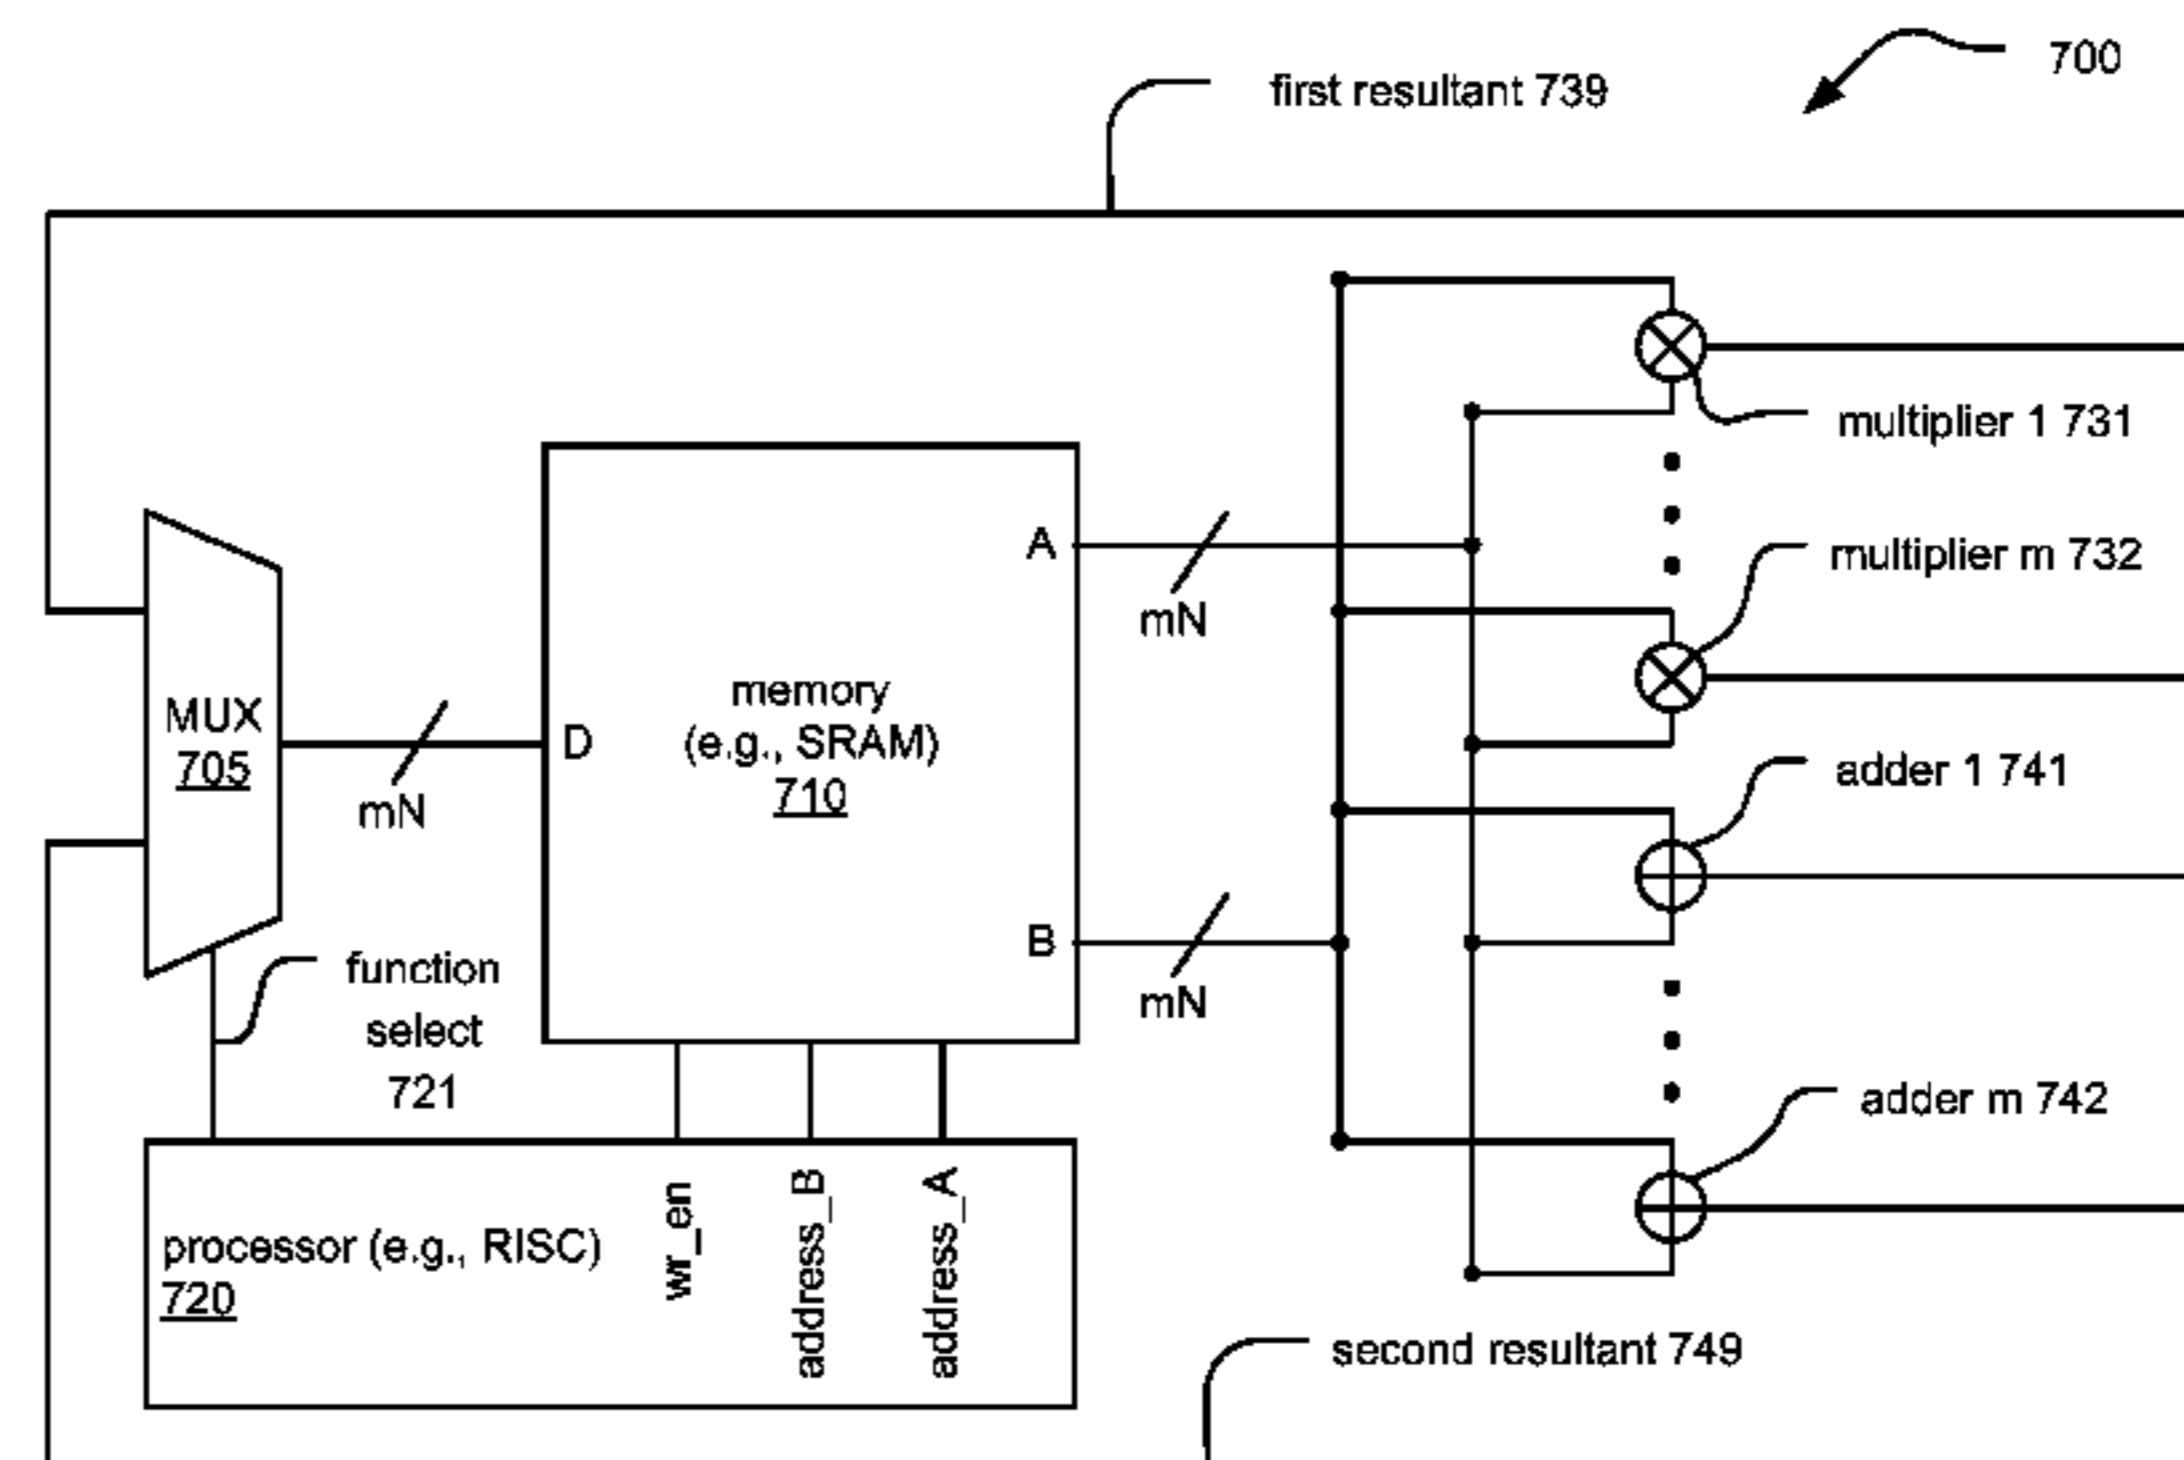 700
first resultant 739
multiplier 1 731
A
mN
multiplier m 732
memory
(e.g., SRAM)
710
MUX
705
D
mN
adder 1 741
B
mN
function
select
721
adder m 742
wr_en
address_B
address_A
processor (e.g., RISC)
720
second resultant 749